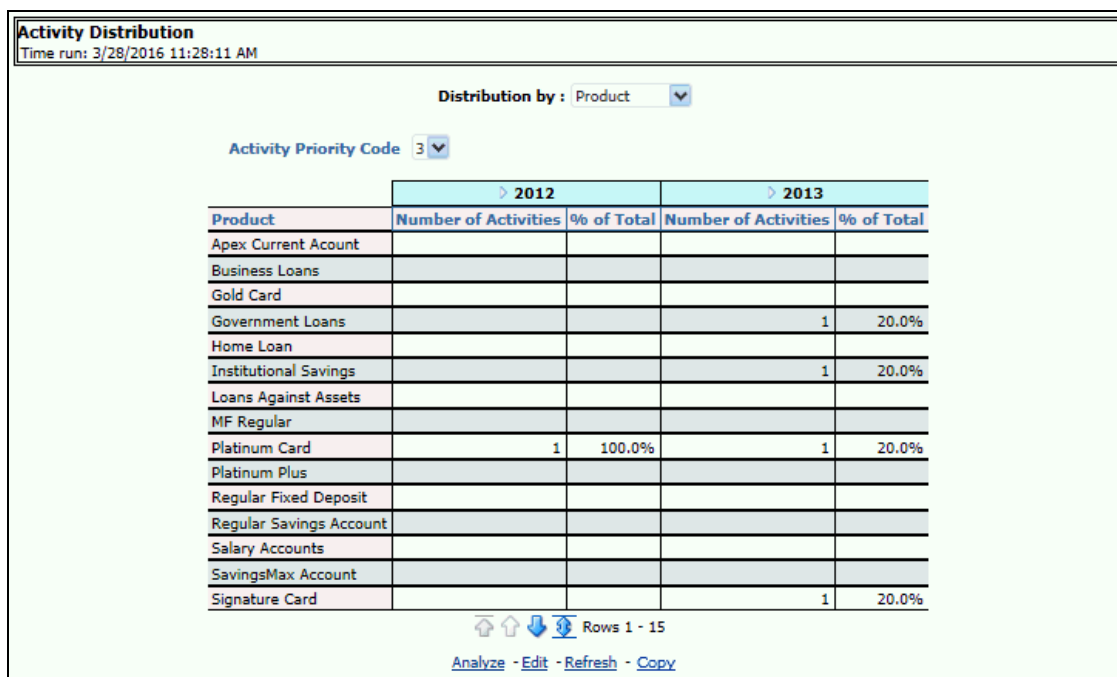 Activity Distribution
Time run: 3/28/2016 11:28:11 AM
Distribution by : Product
Activity Priority Code 3
2012 2013
Product Number of Activities % of Total Number of Activities % of Total
Apex Current Acount
Business Loans
Gold Card
Government Loans 1 20.0%
Home Loan
Institutional Savings 1 20.0%
Loans Against Assets
MF Regular
Platinum Card 1 100.0% 1 20.0%
Platinum Plus
Regular Fixed Deposit
Regular Savings Account
Salary Accounts
SavingsMax Account
Signature Card 1 20.0%
Rows 1 - 15
Analyze - Edit - Refresh - Copy